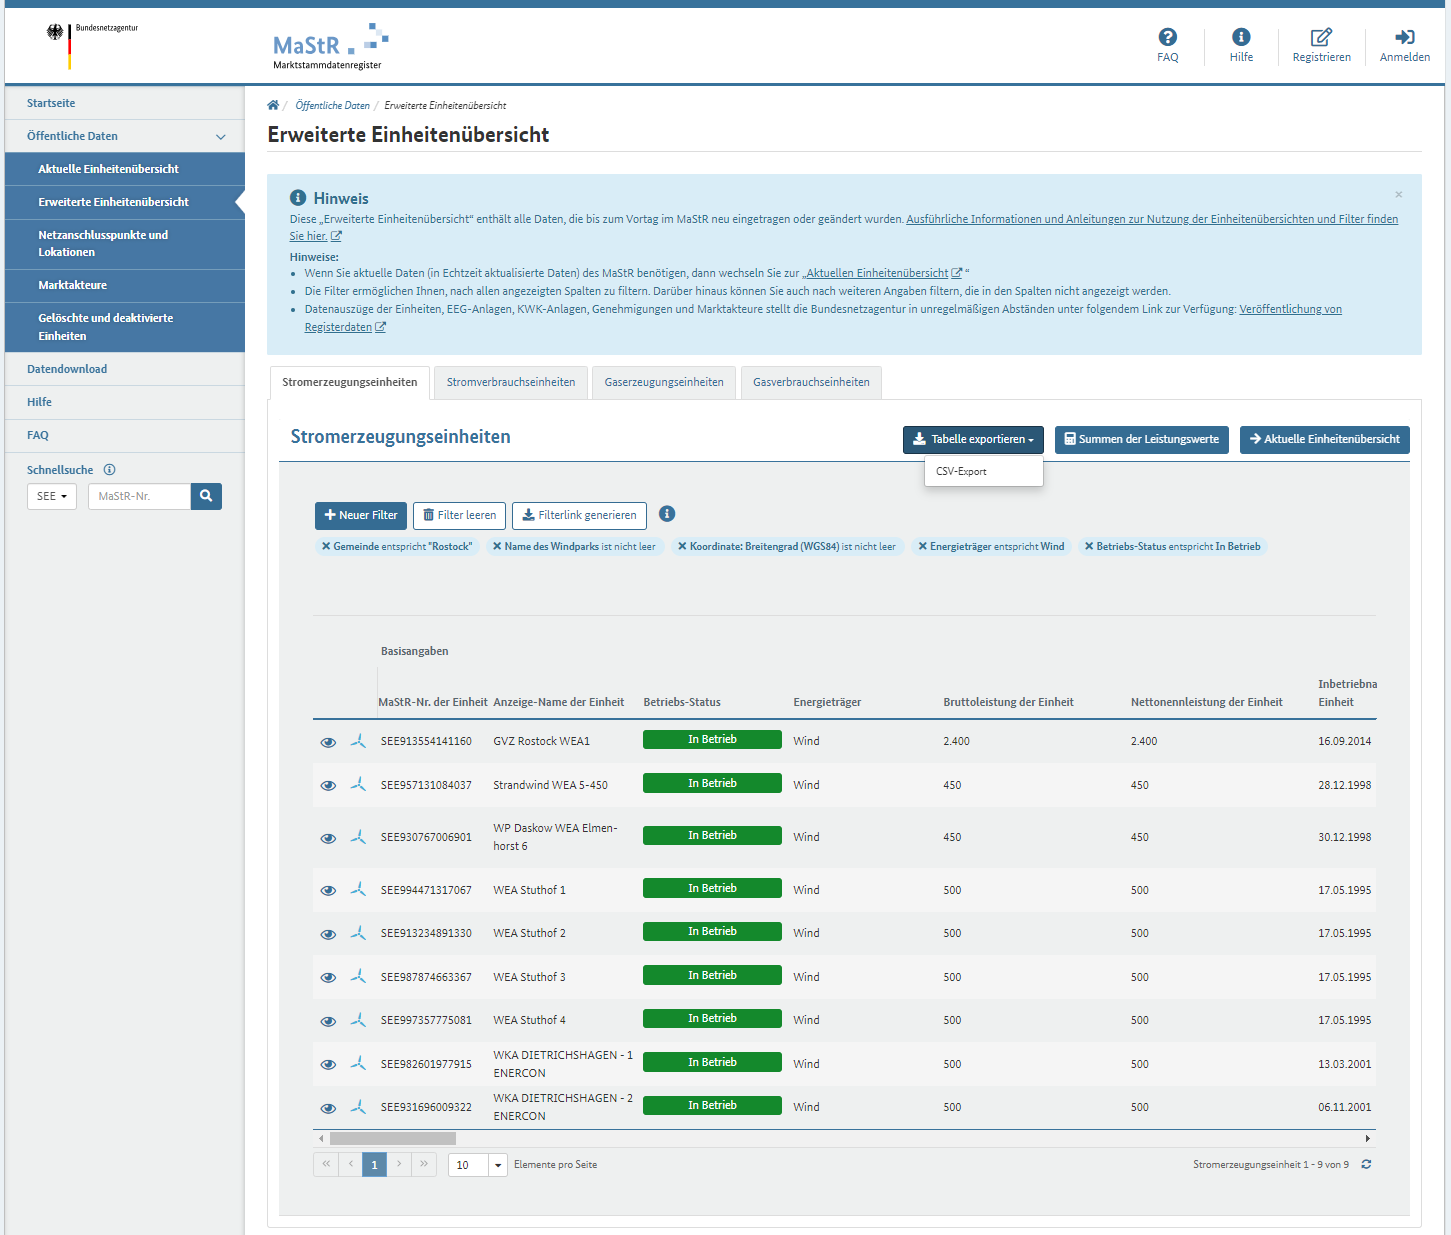 Bundesnetzagentur
MaStR
Marktstammdatenregister
FAQ
Hilfe
Registrieren
Anmelden
Startseite
Öffentliche Daten
Aktuelle Einheitenübersicht
Erweiterte Einheitenübersicht
Netzanschlusspunkte und
Lokationen
Marktakteure
Gelöschte und deaktivierte
Einheiten
Datendownload
Hilfe
FAQ
Schnellsuche
SEE
MaStR-Nr.
/ Öffentliche Daten / Erweiterte Einheitenübersicht
Erweiterte Einheitenübersicht
Hinweis ×
Diese „Erweiterte Einheitenübersicht“ enthält alle Daten, die bis zum Vortag im MaStR neu eingetragen oder geändert wurden. Ausführliche Informationen und Anleitungen zur Nutzung der Einheitenübersichten und Filter finden
Sie hier.
Hinweise:
• Wenn Sie aktuelle Daten (in Echtzeit aktualisierte Daten) des MaStR benötigen, dann wechseln Sie zur „Aktuellen Einheitenübersicht “
• Die Filter ermöglichen Ihnen, nach allen angezeigten Spalten zu filtern. Darüber hinaus können Sie auch nach weiteren Angaben filtern, die in den Spalten nicht angezeigt werden.
• Datenauszüge der Einheiten, EEG-Anlagen, KWK-Anlagen, Genehmigungen und Marktakteure stellt die Bundesnetzagentur in unregelmäßigen Abständen unter folgendem Link zur Verfügung: Veröffentlichung von
Registerdaten
Stromerzeugungseinheiten Stromverbrauchseinheiten Gaserzeugungseinheiten Gasverbrauchseinheiten
Stromerzeugungseinheiten Tabelle exportieren Summen der Leistungswerte Aktuelle Einheitenübersicht
CSV-Export
Neuer Filter Filter leeren Filterlink generieren
Gemeinde entspricht "Rostock" Name des Windparks ist nicht leer Koordinate: Breitengrad (WGS84) ist nicht leer Energieträger entspricht Wind Betriebs-Status entspricht In Betrieb
Basisangaben
Inbetriebna
MaStR-Nr. der Einheit Anzeige-Name der Einheit Betriebs-Status Energieträger Bruttoleistung der Einheit Nettonennleistung der Einheit Einheit
SEE913554141160 GVZ Rostock WEA1 In Betrieb Wind 2.400 2.400 16.09.2014
SEE957131084037 Strandwind WEA 5-450 In Betrieb Wind 450 450 28.12.1998
WP Daskow WEA Elmen-
SEE930767006901 In Betrieb Wind 450 450 30.12.1998
horst 6
SEE994471317067 WEA Stuthof 1 In Betrieb Wind 500 500 17.05.1995
SEE913234891330 WEA Stuthof 2 In Betrieb Wind 500 500 17.05.1995
SEE987874663367 WEA Stuthof 3 In Betrieb Wind 500 500 17.05.1995
SEE997357775081 WEA Stuthof 4 In Betrieb Wind 500 500 17.05.1995
WKA DIETRICHSHAGEN - 1
SEE982601977915 In Betrieb Wind 500 500 13.03.2001
ENERCON
WKA DIETRICHSHAGEN - 2
SEE931696009322 In Betrieb Wind 500 500 06.11.2001
ENERCON
1 10 Elemente pro Seite Stromerzeugungseinheit 1 - 9 von 9